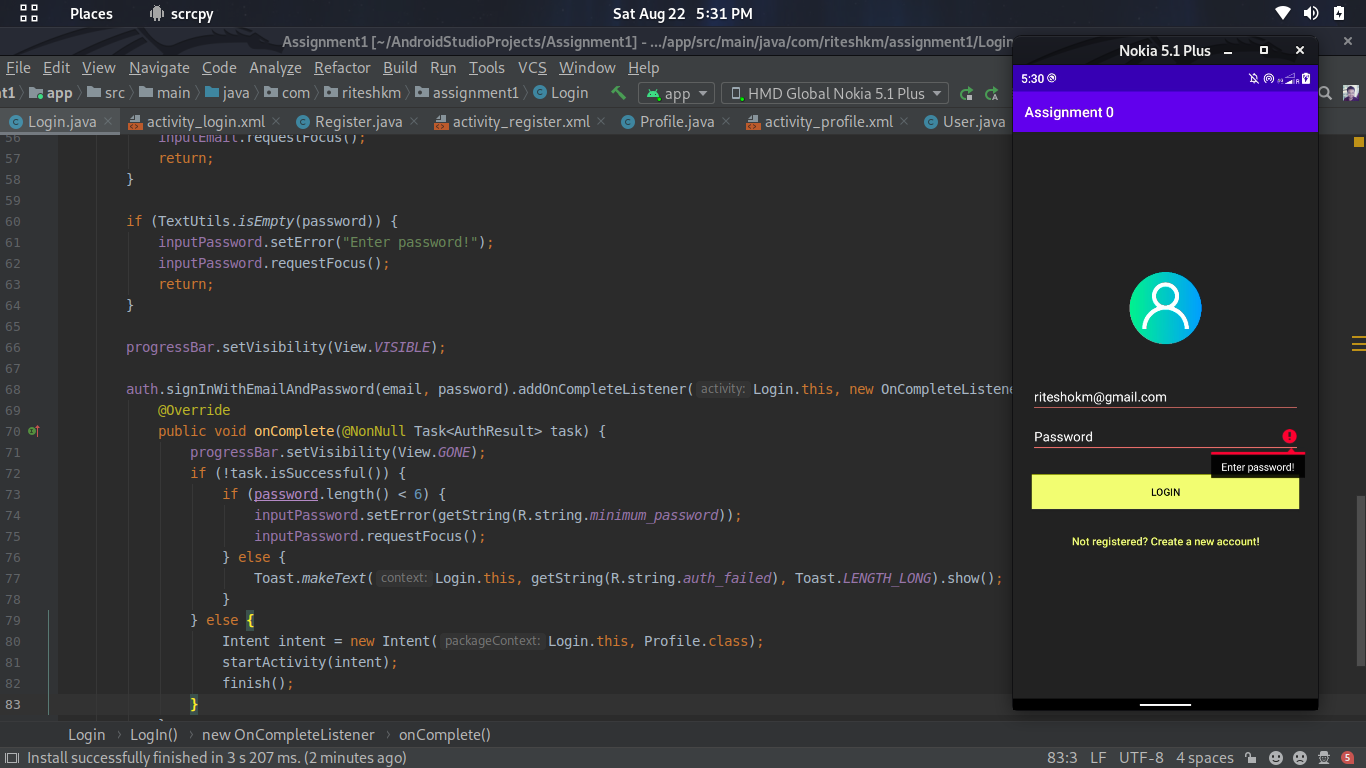 Places scrcpy Sat Aug 22 5:31 PM
Assignment1 [~/AndroidStudioProjects/Assignment1] - .../app/src/main/java/com/riteshkm/assignment1/Login
File Edit View Navigate Code Analyze Refactor Build Run Tools VCS Window Help
nt1 app src main java com riteshkm assignment1 Login app HMD Global Nokia 5.1 Plus
Login.java activity_login.xml Register.java activity_register.xml Profile.java activity_profile.xml User.java
56 inputEmail.requestFocus();
57 return;
58 }
59
60 if (TextUtils.isEmpty(password)) {
61 inputPassword.setError("Enter password!");
62 inputPassword.requestFocus();
63 return;
64 }
65
66 progressBar.setVisibility(View.VISIBLE);
67
68 auth.signInWithEmailAndPassword(email, password).addOnCompleteListener( activity: Login.this, new OnCompleteListene
69 @Override
70 public void onComplete(@NonNull Task<AuthResult> task) {
71 progressBar.setVisibility(View.GONE);
72 if (!task.isSuccessful()) {
73 if (password.length() < 6) {
74 inputPassword.setError(getString(R.string.minimum_password));
75 inputPassword.requestFocus();
76 } else {
77 Toast.makeText( context: Login.this, getString(R.string.auth_failed), Toast.LENGTH_LONG).show();
78 }
79 } else {
80 Intent intent = new Intent( packageContext: Login.this, Profile.class);
81 startActivity(intent);
82 finish();
83 }
Login LogIn() new OnCompleteListener onComplete()
Install successfully finished in 3 s 207 ms. (2 minutes ago) 83:3 LF UTF-8 4 spaces 5
Nokia 5.1 Plus
5:30
Assignment 0
riteshokm@gmail.com
Password
Enter password!
LOGIN
Not registered? Create a new account!